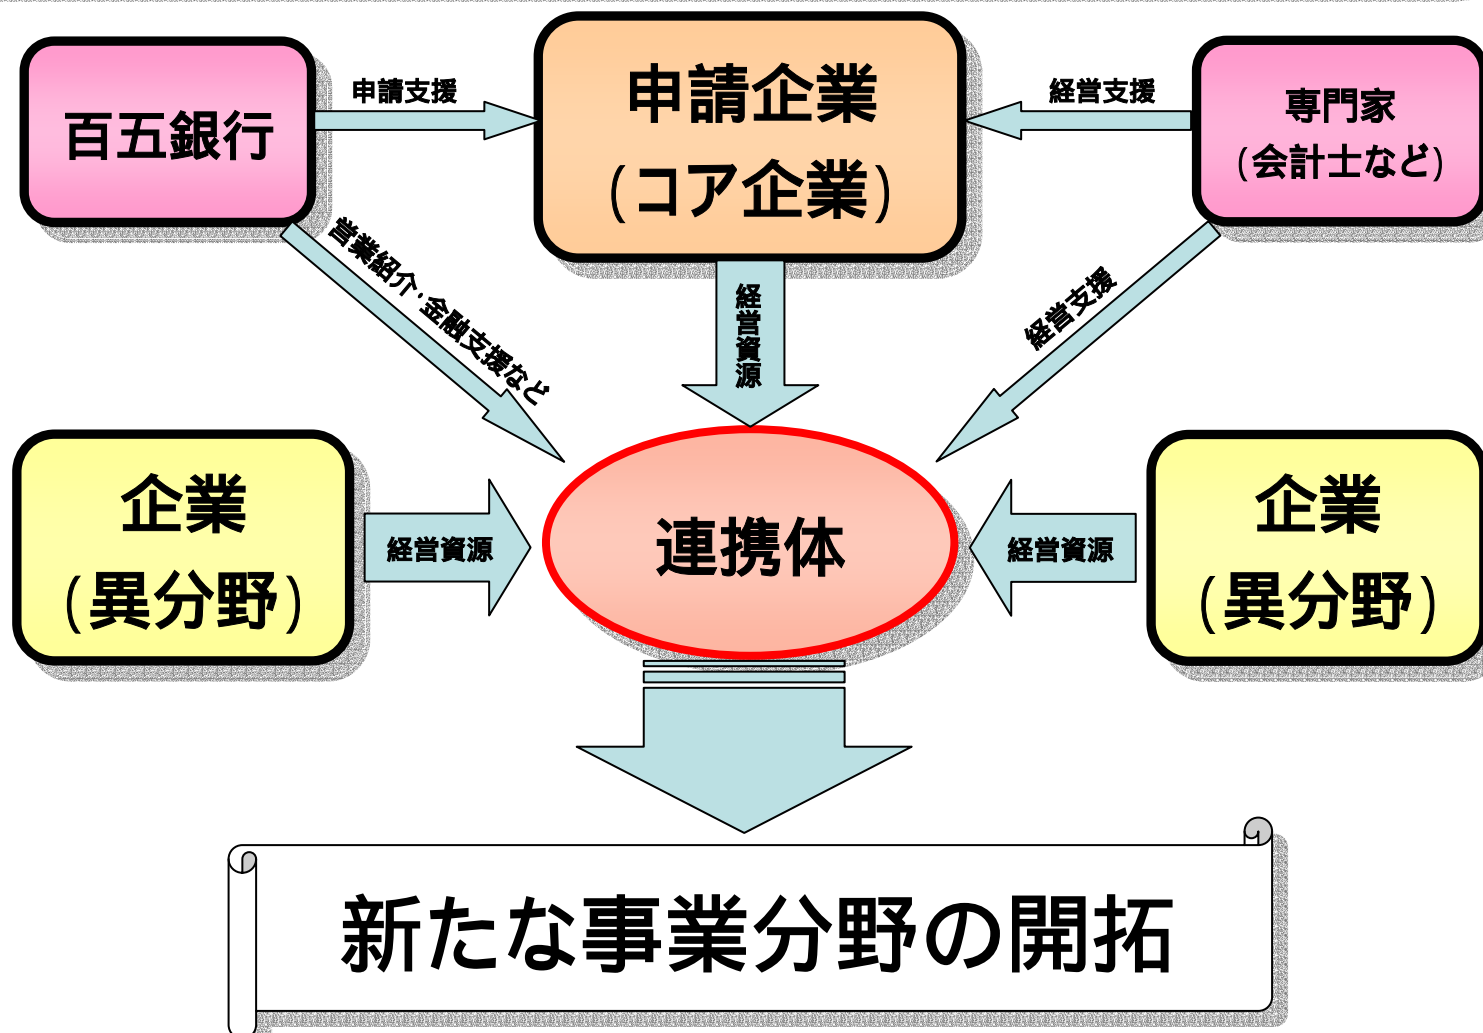 百五銀行
申請支援
申請企業
(コア企業)
経営支援
専門家
(会計士など)
営業紹介・金融支援など
経営資源
経営支援
企業
(異分野)
経営資源
連携体
経営資源
企業
(異分野)
新たな事業分野の開拓